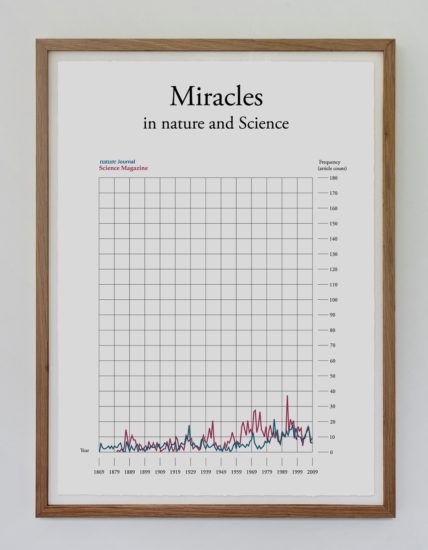 Miracles
in nature and Science
nature Journal
Science Magazine
Frequency
(article count)
180
170
160
150
140
130
120
110
100
90
80
70
60
50
40
30
20
10
0
Year
1869 1879 1889 1899 1909 1919 1929 1939 1949 1959 1969 1979 1989 1999 2009